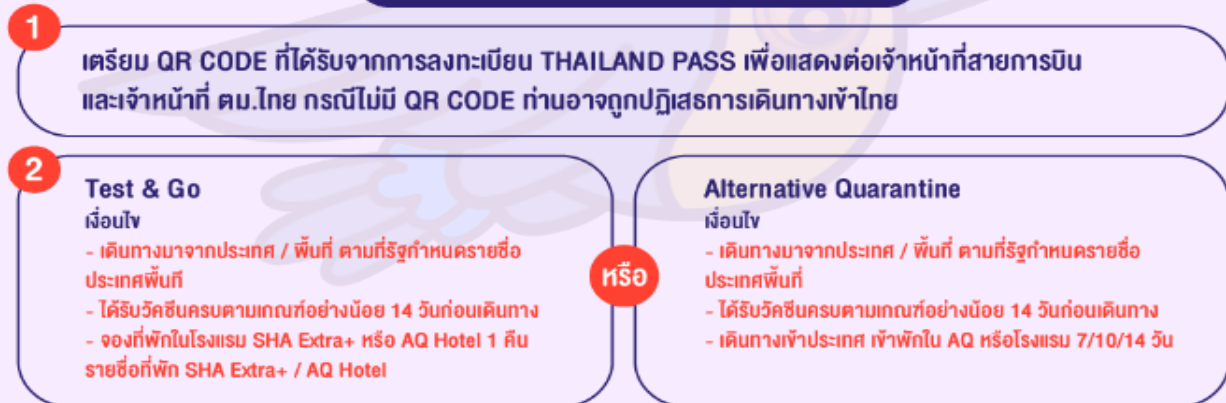 1
เตรียม QR CODE ที่ได้รับจากการลงทะเบียน THAILAND PASS เพื่อแสดงต่อเจ้าหน้าที่สายการบิน
และเจ้าหน้าที่ ตม.ไทย กรณีไม่มี QR CODE ท่านอาจถูกปฏิเสธการเดินทางเข้าไทย
2
Test & Go
เงื่อนไข
- เดินทางมาจากประเทศ / พื้นที่ ตามที่รัฐกำหนดรายชื่อ
ประเทศพื้นที
- ได้รับวัคซีนครบตามเกณฑ์อย่างน้อย 14 วันก่อนเดินทาง
- จองที่พักในโรงแรม SHA Extra+ หรือ AQ Hotel 1 คืน
รายชื่อที่พัก SHA Extra+ / AQ Hotel
หรือ
Alternative Quarantine
เงื่อนไข
- เดินทางมาจากประเทศ / พื้นที่ ตามที่รัฐกำหนดรายชื่อ
ประเทศพื้นที่
- ได้รับวัคซีนครบตามเกณฑ์อย่างน้อย 14 วันก่อนเดินทาง
- เดินทางเข้าประเทศ เข้าพักใน AQ หรือโรงแรม 7/10/14 วัน